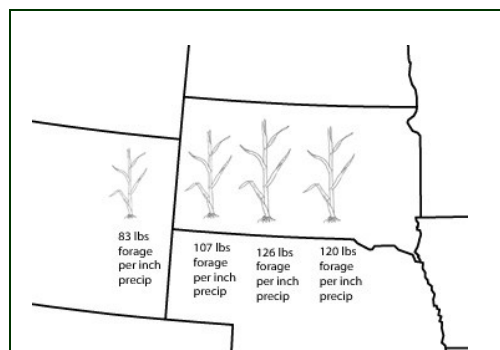 83 lbs
forage
per inch
precip
107 lbs
forage
per inch
precip
126 lbs
forage
per inch
precip
120 lbs
forage
per inch
precip